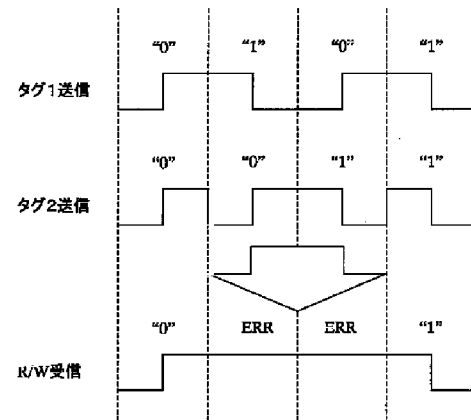 “0” “1” “0” “1”
タグ1送信
“0” “0” “1” “1”
タグ2送信
“0” ERR ERR “1”
R/W受信